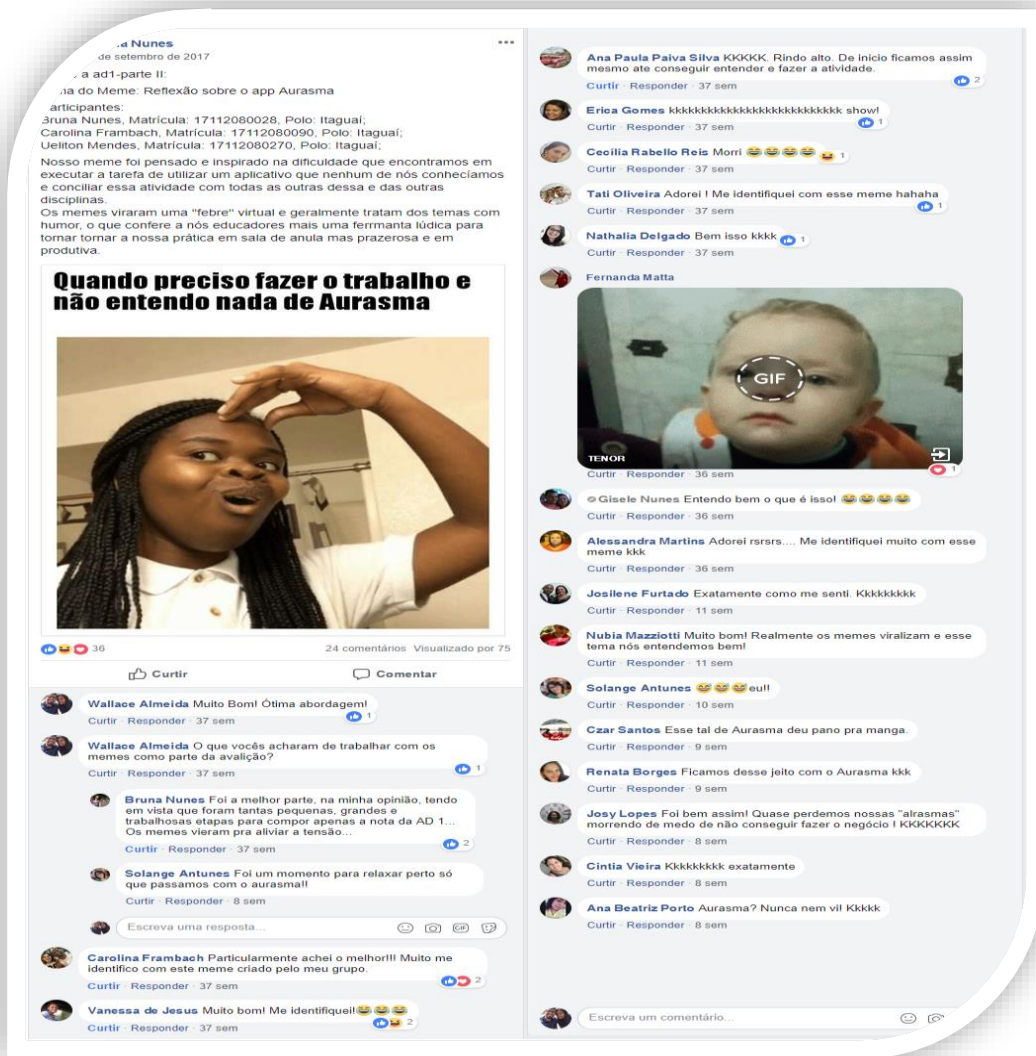 a Nunes
de setembro de 2017
a ad1-parte II:
do Meme: Reflexão sobre o app Aurasma
articipantes:
Bruna Nunes, Matrícula: 17112080028, Polo: Itaguaí;
Carolina Frambach, Matrícula: 17112080090, Polo: Itaguaí;
Ueliton Mendes, Matrícula: 17112080270, Polo: Itaguaí;
Nosso meme foi pensado e inspirado na dificuldade que encontramos em
executar a tarefa de utilizar um aplicativo que nenhum de nós conhecíamos
e conciliar essa atividade com todas as outras dessa e das outras
disciplinas.
Os memes viraram uma "febre" virtual e geralmente tratam dos temas com
humor, o que confere a nós educadores mais uma ferrmanta lúdica para
tornar tornar a nossa prática em sala de anula mas prazerosa e em
produtiva.
Quando preciso fazer o trabalho e
não entendo nada de Aurasma
36
24 comentários Visualizado por 75
Curtir
Comentar
Wallace Almeida Muito Bom! Ótima abordagem!
1
Curtir · Responder · 37 sem
Wallace Almeida O que vocês acharam de trabalhar com os
memes como parte da avalição?
1
Curtir · Responder · 37 sem
Bruna Nunes Foi a melhor parte, na minha opinião, tendo
em vista que foram tantas pequenas, grandes e
trabalhosas etapas para compor apenas a nota da AD 1...
Os memes vieram pra aliviar a tensão...
2
Curtir · Responder · 37 sem
Solange Antunes Foi um momento para relaxar perto só
que passamos com o aurasma!!
Curtir · Responder · 8 sem
Escreva uma resposta...
GIF
Carolina Frambach Particularmente achei o melhor!!! Muito me
identifico com este meme criado pelo meu grupo.
2
Curtir · Responder · 37 sem
Vanessa de Jesus Muito bom! Me identifiquei!
2
Curtir · Responder · 37 sem
Ana Paula Paiva Silva KKKKK. Rindo alto. De inicio ficamos assim
mesmo ate conseguir entender e fazer a atividade.
2
Curtir · Responder · 37 sem
Erica Gomes kkkkkkkkkkkkkkkkkkkkkkkkkkk show!
1
Curtir · Responder · 37 sem
Cecília Rabello Reis Morri
1
Curtir · Responder · 37 sem
Tati Oliveira Adorei ! Me identifiquei com esse meme hahaha
1
Curtir · Responder · 37 sem
Nathalia Delgado Bem isso kkkk
1
Curtir · Responder · 37 sem
Fernanda Matta
GIF
TENOR
1
Curtir · Responder · 36 sem
Gisele Nunes Entendo bem o que é isso!
Curtir · Responder · 36 sem
Alessandra Martins Adorei rsrsrs.... Me identifiquei muito com esse
meme kkk
Curtir · Responder · 36 sem
Josilene Furtado Exatamente como me senti. Kkkkkkkkk
Curtir · Responder · 11 sem
Nubia Mazziotti Muito bom! Realmente os memes viralizam e esse
tema nós entendemos bem!
Curtir · Responder · 11 sem
Solange Antunes eu!!
Curtir · Responder · 10 sem
Czar Santos Esse tal de Aurasma deu pano pra manga.
Curtir · Responder · 9 sem
Renata Borges Ficamos desse jeito com o Aurasma kkk
Curtir · Responder · 9 sem
Josy Lopes Foi bem assim! Quase perdemos nossas "alrasmas"
morrendo de medo de não conseguir fazer o negócio ! KKKKKKK
Curtir · Responder · 8 sem
Cintia Vieira Kkkkkkkkk exatamente
Curtir · Responder · 8 sem
Ana Beatriz Porto Aurasma? Nunca nem vi! Kkkkk
Curtir · Responder · 8 sem
Escreva um comentário...